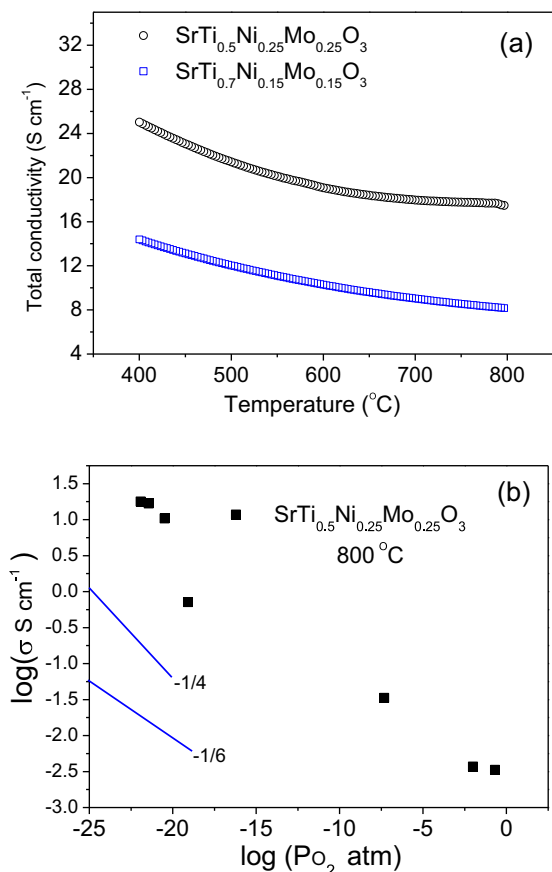 (a)
SrTi0.5Ni0.25Mo0.25O3
SrTi0.7Ni0.15Mo0.15O3
Total conductivity (S cm-1)
32
28
24
20
16
12
8
4
400 500 600 700 800
Temperature (oC)
(b)
SrTi0.5Ni0.25Mo0.25O3
800 oC
log(σ S cm-1)
1.5
1.0
0.5
0.0
-0.5
-1.0
-1.5
-2.0
-2.5
-3.0
-1/4
-1/6
-25 -20 -15 -10 -5 0
log (PO2 atm)